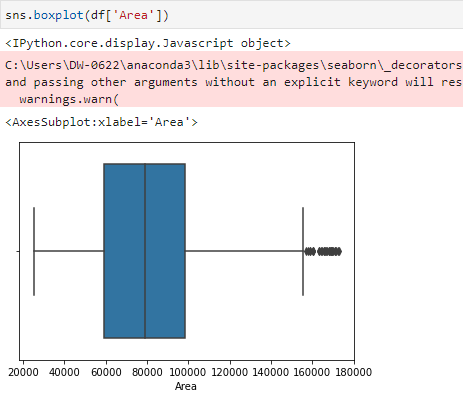 sns.boxplot(df['Area'])
<IPython.core.display.Javascript object>
C:\Users\DW-0622\anaconda3\lib\site-packages\seaborn\_decorators
and passing other arguments without an explicit keyword will res
warnings.warn(
<AxesSubplot:xlabel='Area'>
20000 40000 60000 80000 100000 120000 140000 160000 180000
Area